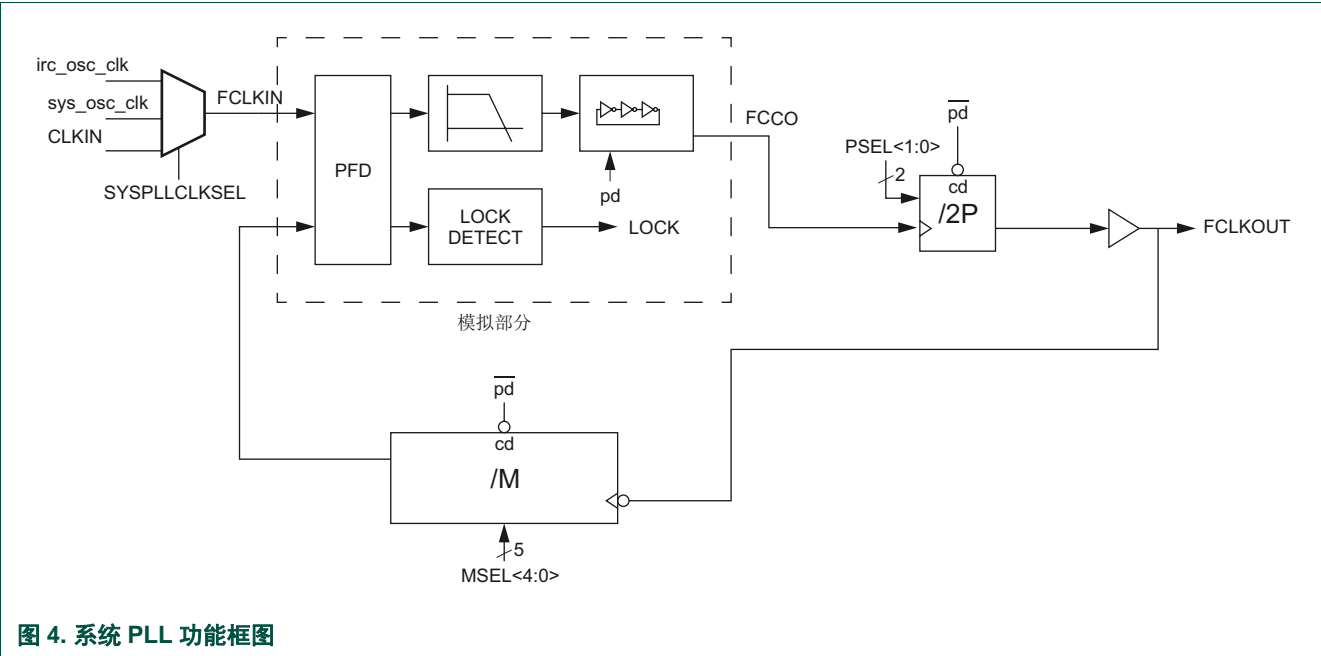 irc_osc_clk
sys_osc_clk
CLKIN
FCLKIN
SYSPLLCLKSEL
PFD
pd
LOCK
DETECT
LOCK
FCCO
模拟部分
PSEL<1:0>
2
pd
cd
/2P
FCLKOUT
pd
cd
/M
5
MSEL<4:0>
图 4. 系统 PLL 功能框图